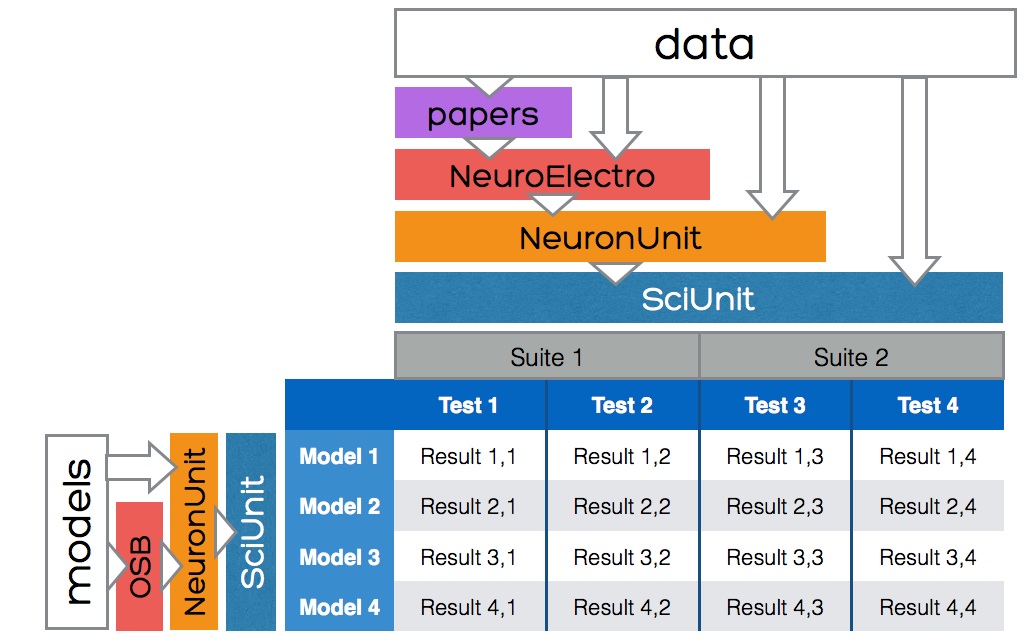 data
papers
NeuroElectro
NeuronUnit
SciUnit
Suite 1 Suite 2
Test 1 Test 2 Test 3 Test 4
Model 1 Result 1,1 Result 1,2 Result 1,3 Result 1,4
Model 2 Result 2,1 Result 2,2 Result 2,3 Result 2,4
Model 3 Result 3,1 Result 3,2 Result 3,3 Result 3,4
Model 4 Result 4,1 Result 4,2 Result 4,3 Result 4,4
models
OSB
NeuronUnit
SciUnit